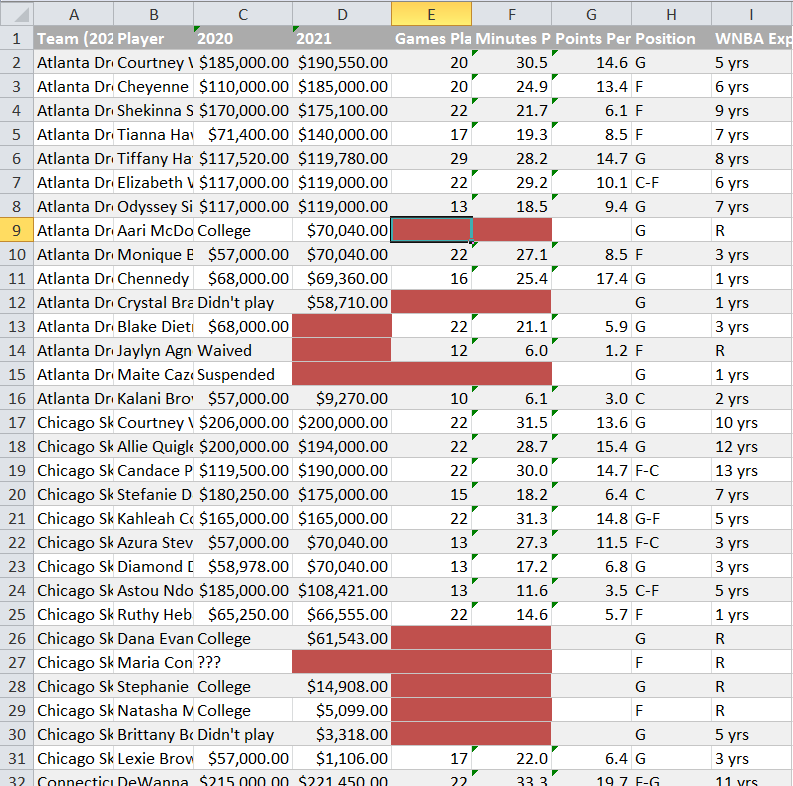 A B C D E F G H I
1 Team (202 Player 2020 2021 Games Pla Minutes P Points Per Position WNBA Exp
2 Atlanta Dr Courtney $185,000.00 $190,550.00 20 30.5 14.6 G 5 yrs
3 Atlanta Dr Cheyenne $110,000.00 $185,000.00 20 24.9 13.4 F 6 yrs
4 Atlanta Dr Shekinna S $170,000.00 $175,100.00 22 21.7 6.1 F 9 yrs
5 Atlanta Dr Tianna Ha $71,400.00 $140,000.00 17 19.3 8.5 F 7 yrs
6 Atlanta Dr Tiffany Ha $117,520.00 $119,780.00 29 28.2 14.7 G 8 yrs
7 Atlanta Dr Elizabeth $117,000.00 $119,000.00 22 29.2 10.1 C-F 6 yrs
8 Atlanta Dr Odyssey Si $117,000.00 $119,000.00 13 18.5 9.4 G 7 yrs
9 Atlanta Dr Aari McDo College $70,040.00 G R
10 Atlanta Dr Monique B $57,000.00 $70,040.00 22 27.1 8.5 F 3 yrs
11 Atlanta Dr Chennedy $68,000.00 $69,360.00 16 25.4 17.4 G 1 yrs
12 Atlanta Dr Crystal Bra Didn't play $58,710.00 G 1 yrs
13 Atlanta Dr Blake Diet $68,000.00 22 21.1 5.9 G 3 yrs
14 Atlanta Dr Jaylyn Agn Waived 12 6.0 1.2 F R
15 Atlanta Dr Maite Cazo Suspended G 1 yrs
16 Atlanta Dr Kalani Bro $57,000.00 $9,270.00 10 6.1 3.0 C 2 yrs
17 Chicago Sk Courtney $206,000.00 $200,000.00 22 31.5 13.6 G 10 yrs
18 Chicago Sk Allie Quigle $200,000.00 $194,000.00 22 28.7 15.4 G 12 yrs
19 Chicago Sk Candace P $119,500.00 $190,000.00 22 30.0 14.7 F-C 13 yrs
20 Chicago Sk Stefanie D $180,250.00 $175,000.00 15 18.2 6.4 C 7 yrs
21 Chicago Sk Kahleah Co $165,000.00 $165,000.00 22 31.3 14.8 G-F 5 yrs
22 Chicago Sk Azura Stev $57,000.00 $70,040.00 13 27.3 11.5 F-C 3 yrs
23 Chicago Sk Diamond D $58,978.00 $70,040.00 13 17.2 6.8 G 3 yrs
24 Chicago Sk Astou Ndo $185,000.00 $108,421.00 13 11.6 3.5 C-F 5 yrs
25 Chicago Sk Ruthy Heb $65,250.00 $66,555.00 22 14.6 5.7 F 1 yrs
26 Chicago Sk Dana Evan College $61,543.00 G R
27 Chicago Sk Maria Con ??? F R
28 Chicago Sk Stephanie College $14,908.00 G R
29 Chicago Sk Natasha M College $5,099.00 F R
30 Chicago Sk Brittany Bo Didn't play $3,318.00 G 5 yrs
31 Chicago Sk Lexie Brow $57,000.00 $1,106.00 17 22.0 6.4 G 3 yrs
32 Connectic DeWanna $215,000.00 $221,450.00 22 33.3 19.7 F-G 11 yrs